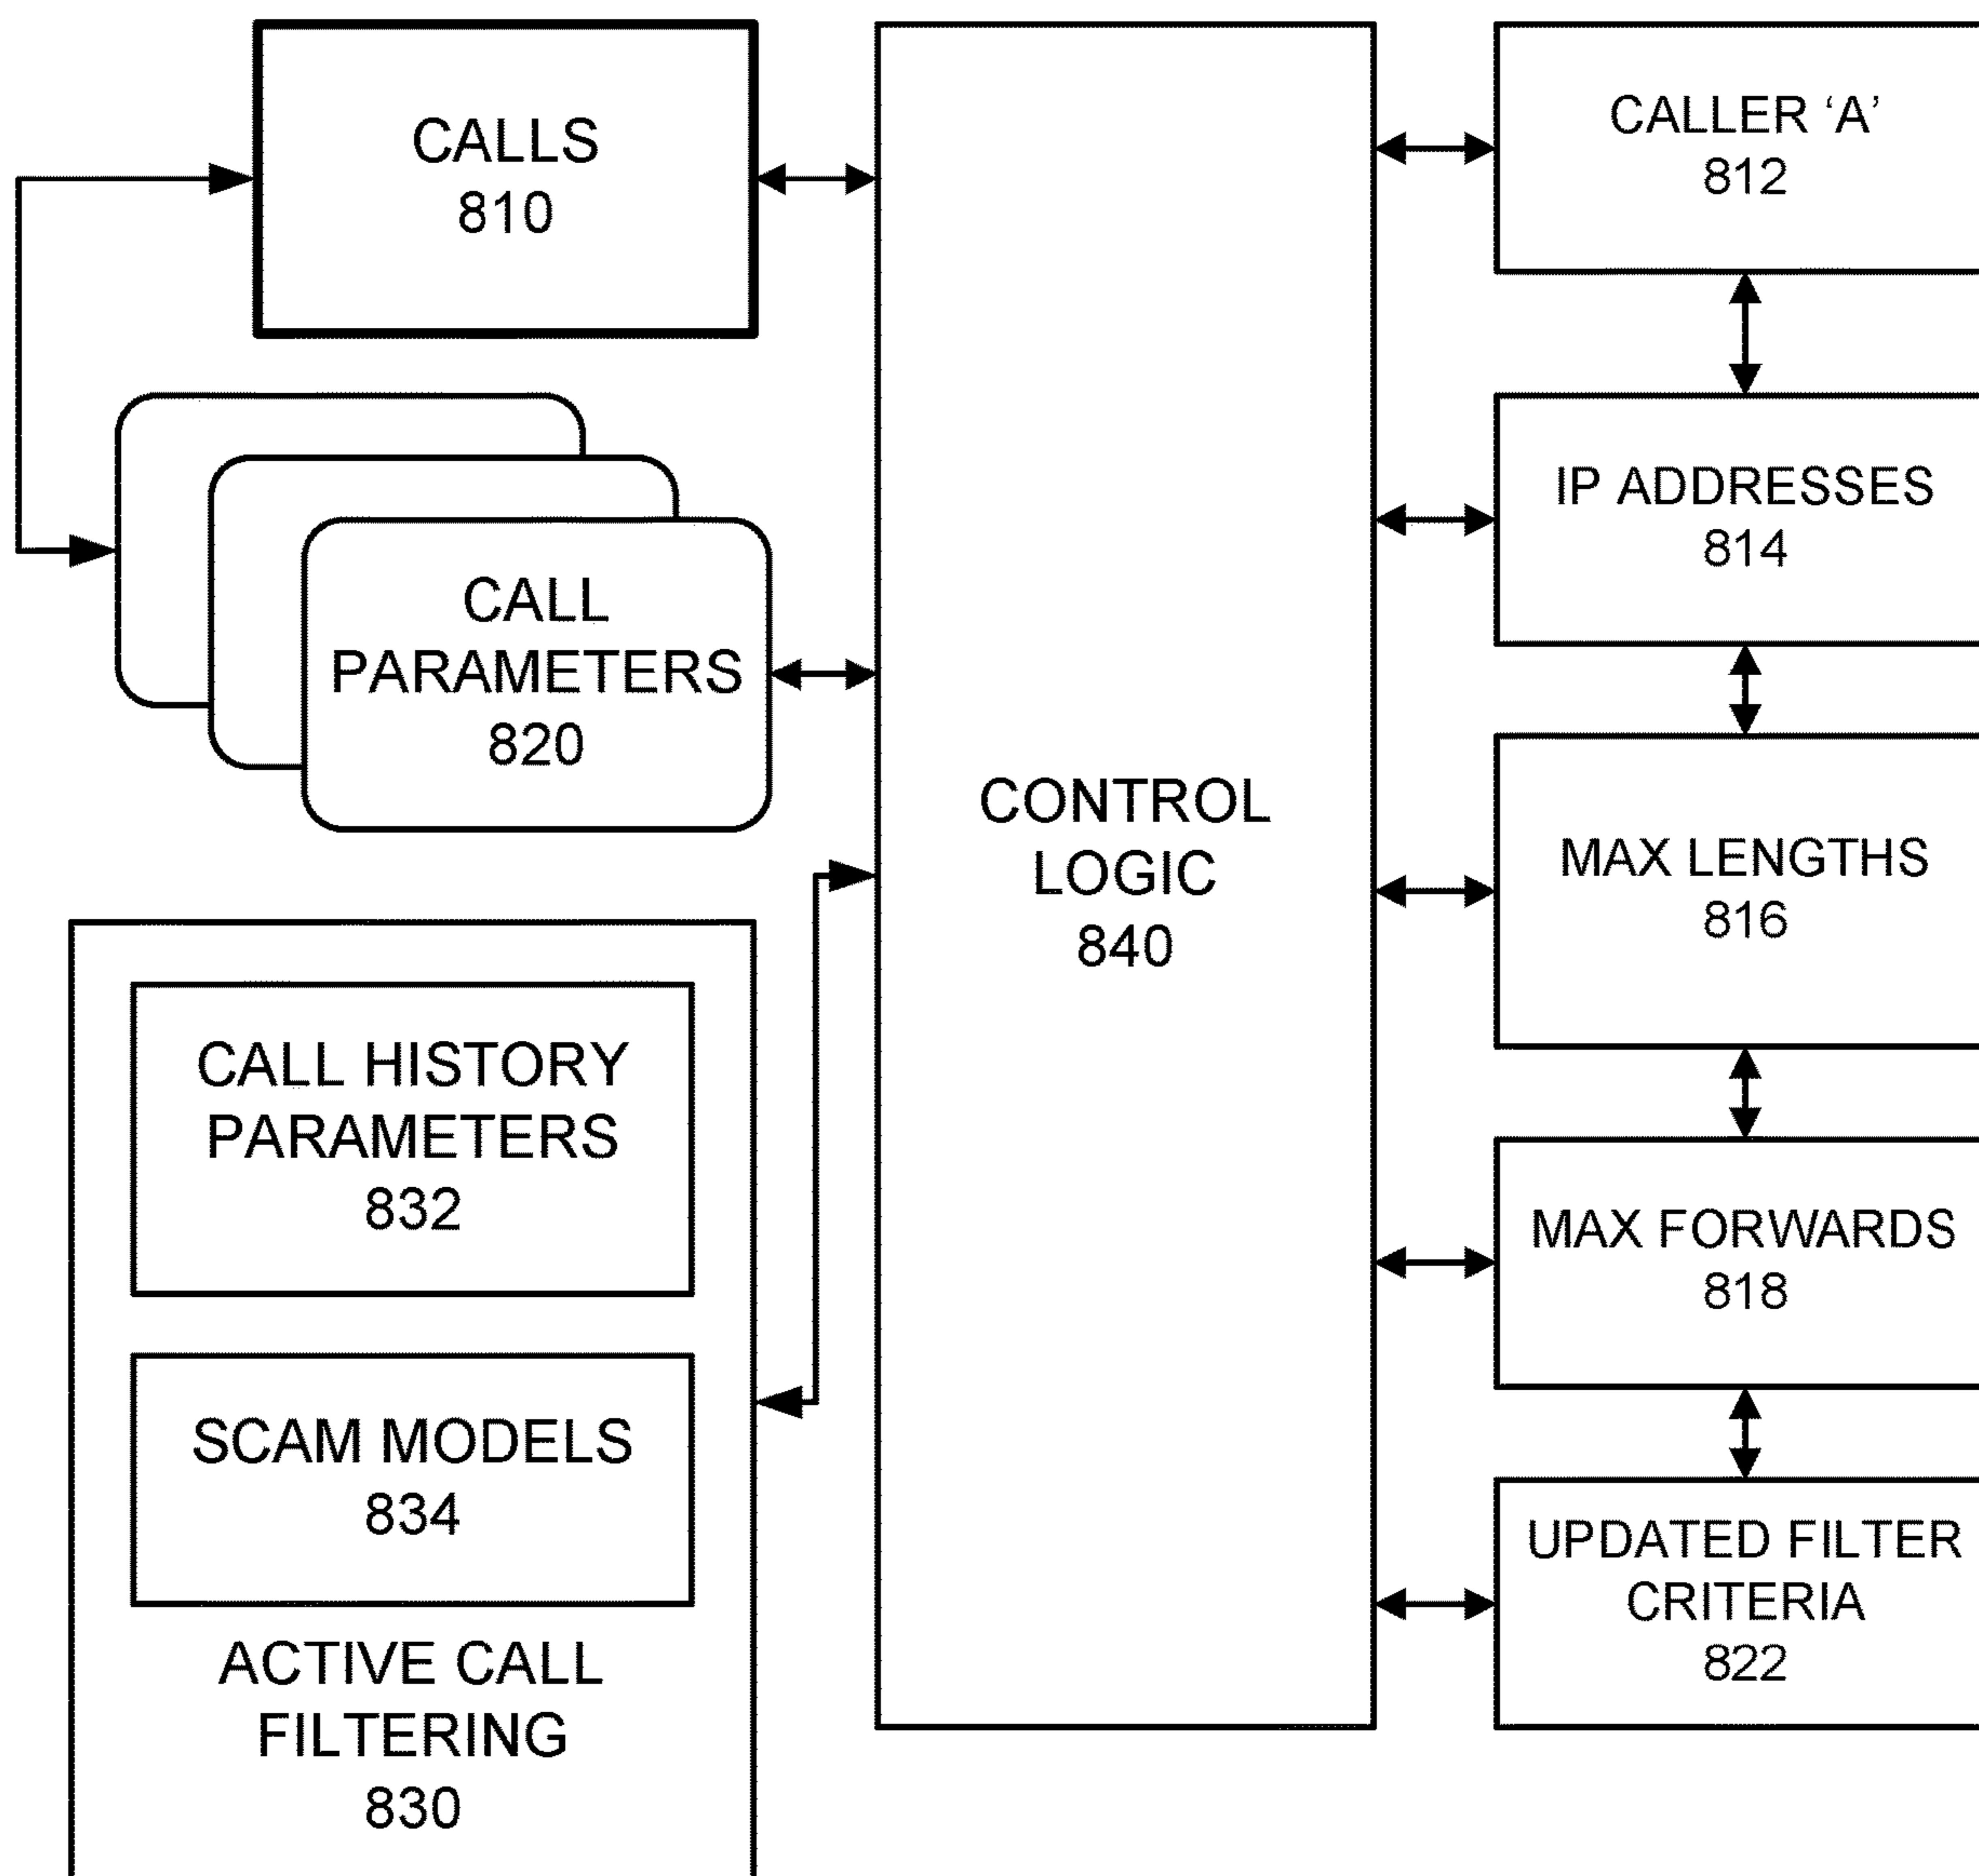 CALLS
810
CALL
PARAMETERS
820
CALL HISTORY
PARAMETERS
832
SCAM MODELS
834
ACTIVE CALL
FILTERING
830
CONTROL
LOGIC
840
CALLER ‘A’
812
IP ADDRESSES
814
MAX LENGTHS
816
MAX FORWARDS
818
UPDATED FILTER
CRITERIA
822